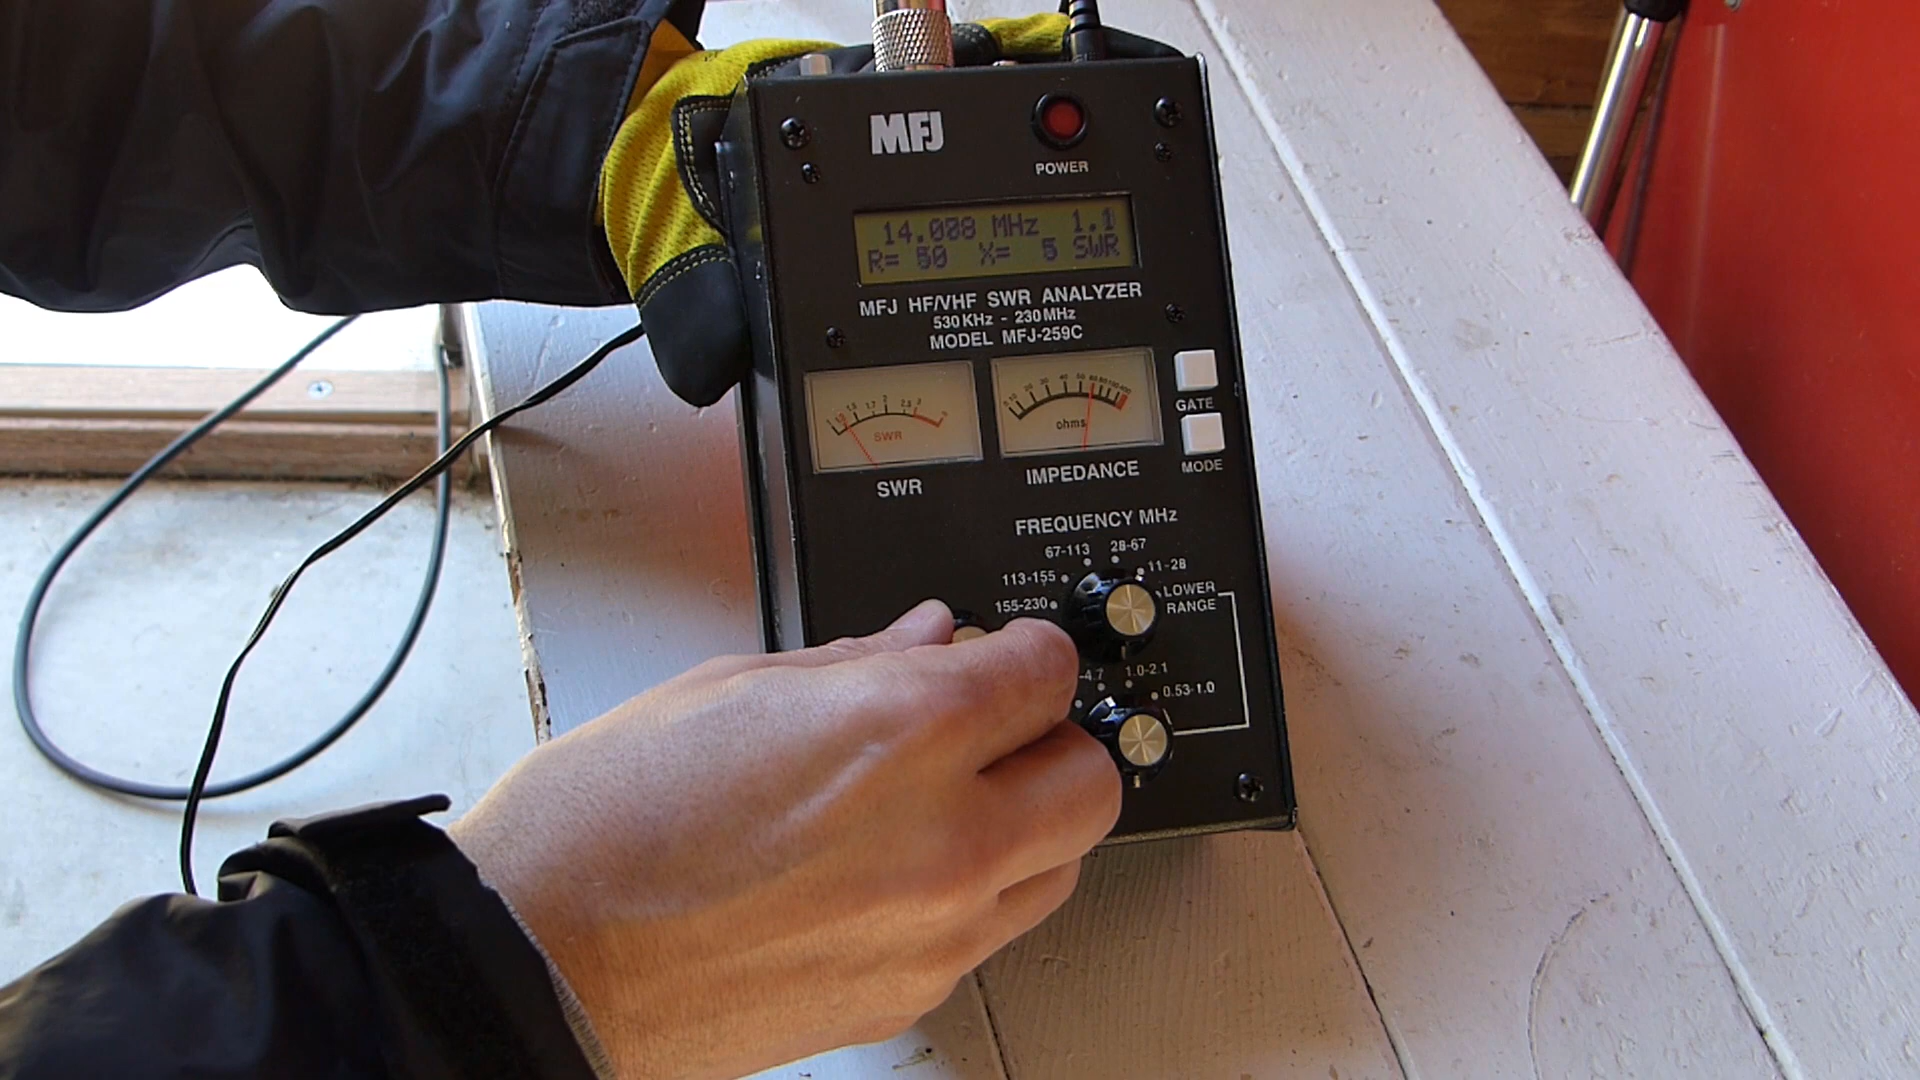 MFJ
POWER
14.008 MHz 1.1
R= 50 X= 5 SWR
MFJ HF/VHF SWR ANALYZER
530 KHz - 230 MHz
MODEL MFJ-259C
SWR
ohms
GATE
MODE
SWR
IMPEDANCE
FREQUENCY MHz
67-113 28-67
113-155 11-28
155-230
LOWER
RANGE
-4.7 1.0-2.1
0.53-1.0